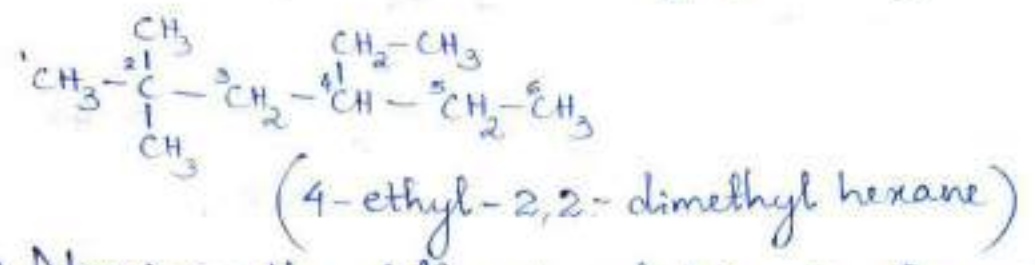 CH₃ CH₂-CH₃
¹CH₃-²C-³CH₂-⁴CH-⁵CH₂-⁶CH₃
CH₃
(4-ethyl-2,2-dimethyl hexane)